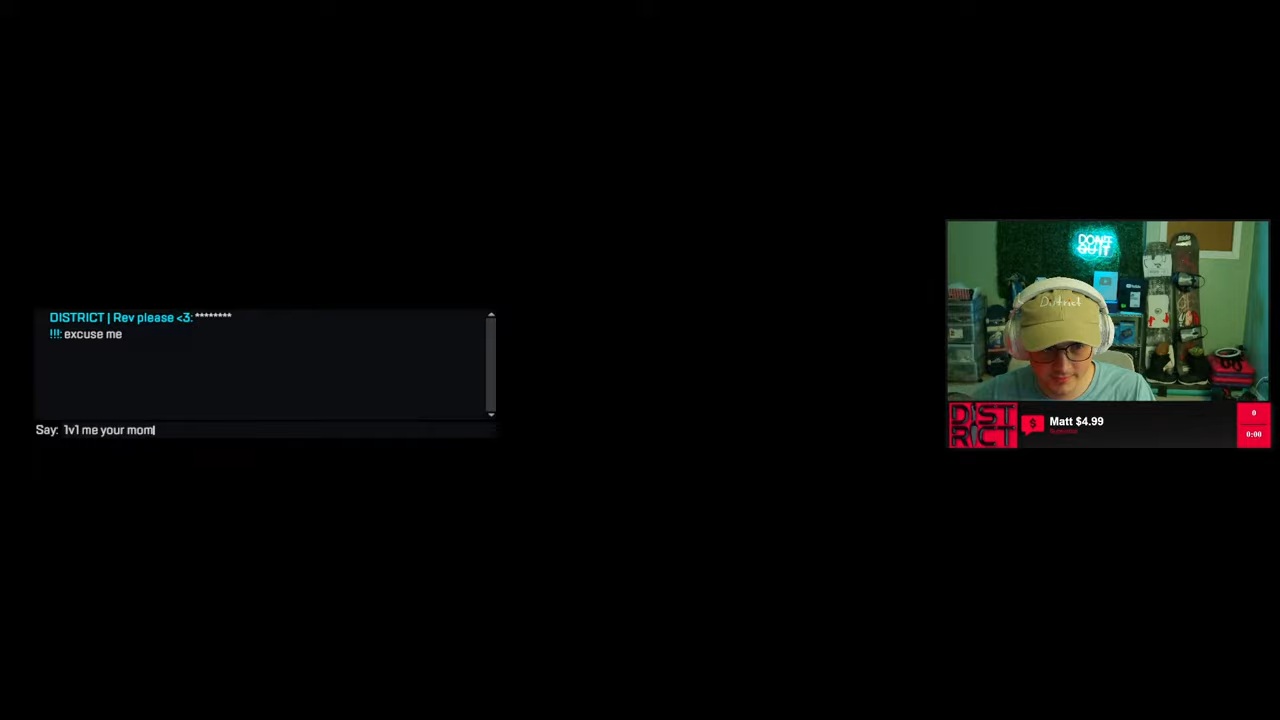 DISTRICT | Rev please <3: ********
!!!: excuse me
Say: 1v1 me your mom
DON'T
QUIT
District
DIST
RICT
$
Matt $4.99
0
0:00